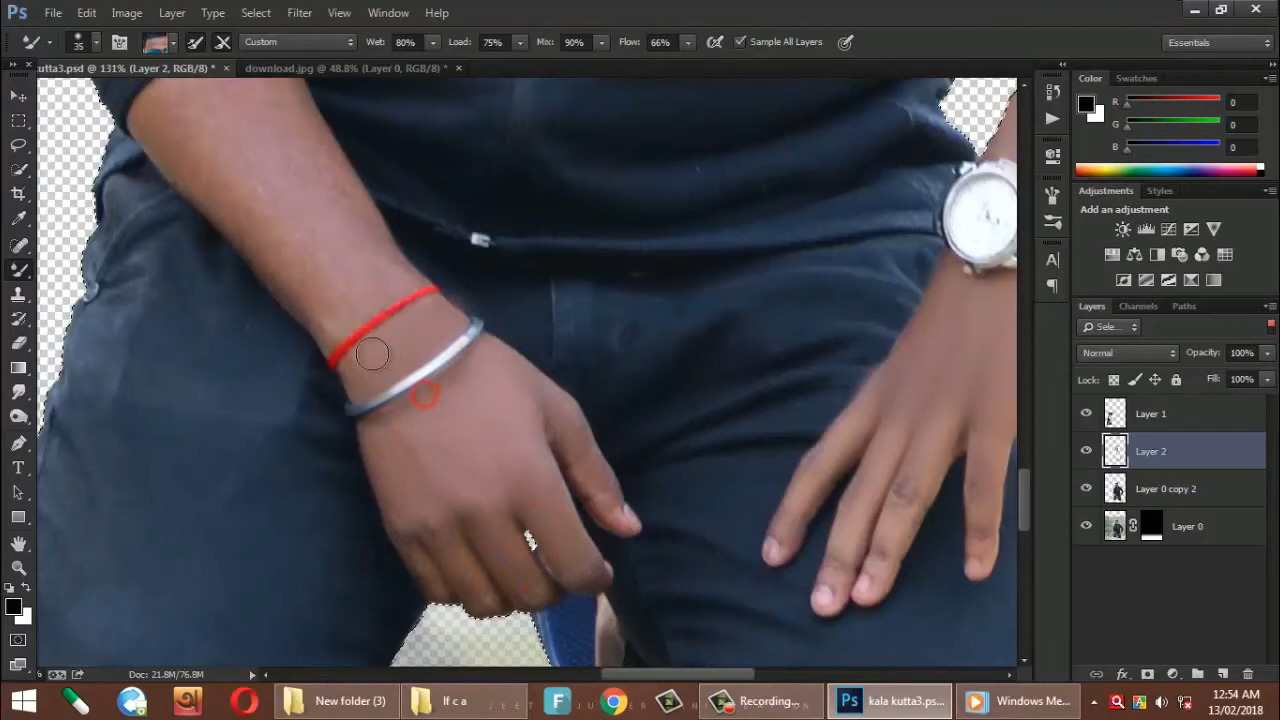 Ps File Edit Image Layer Type Select Filter 3D View Window Help
35 Custom Wet: 80% Load: 75% Mix: 90% Flow: 66% Sample All Layers Essentials
kutta3.psd @ 131% (Layer 2, RGB/8) * × download.jpg @ 48.8% (Layer 0, RGB/8) * ×
Color Swatches
R 0
G 0
B 0
Adjustments Styles
Add an adjustment
Layers Channels Paths
Sele...
Normal Opacity: 100%
Lock: Fill: 100%
Layer 1
Layer 2
Layer 0 copy 2
Layer 0
Doc: 21.8M/76.8M
New folder (3) If c a Recording... Ps kala kutta3.ps... Windows Me...
12:54 AM
13/02/2018